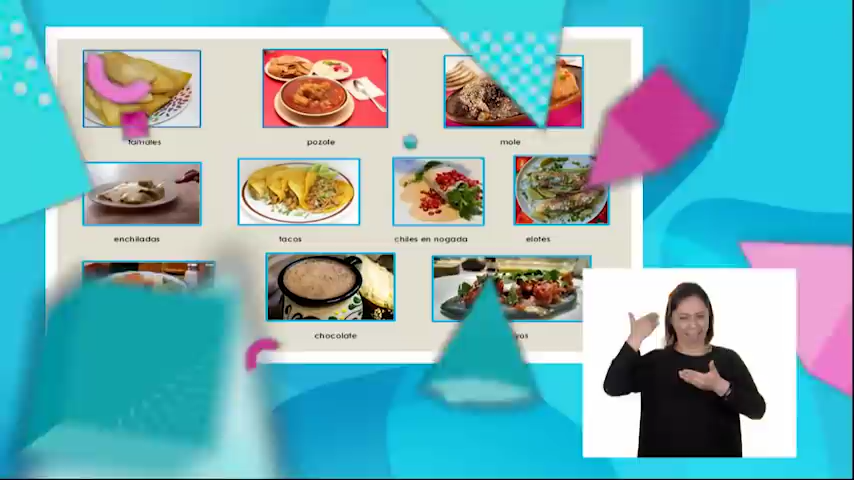 tamales
pozole
mole
enchiladas
tacos
chiles en nogada
elotes
chocolate